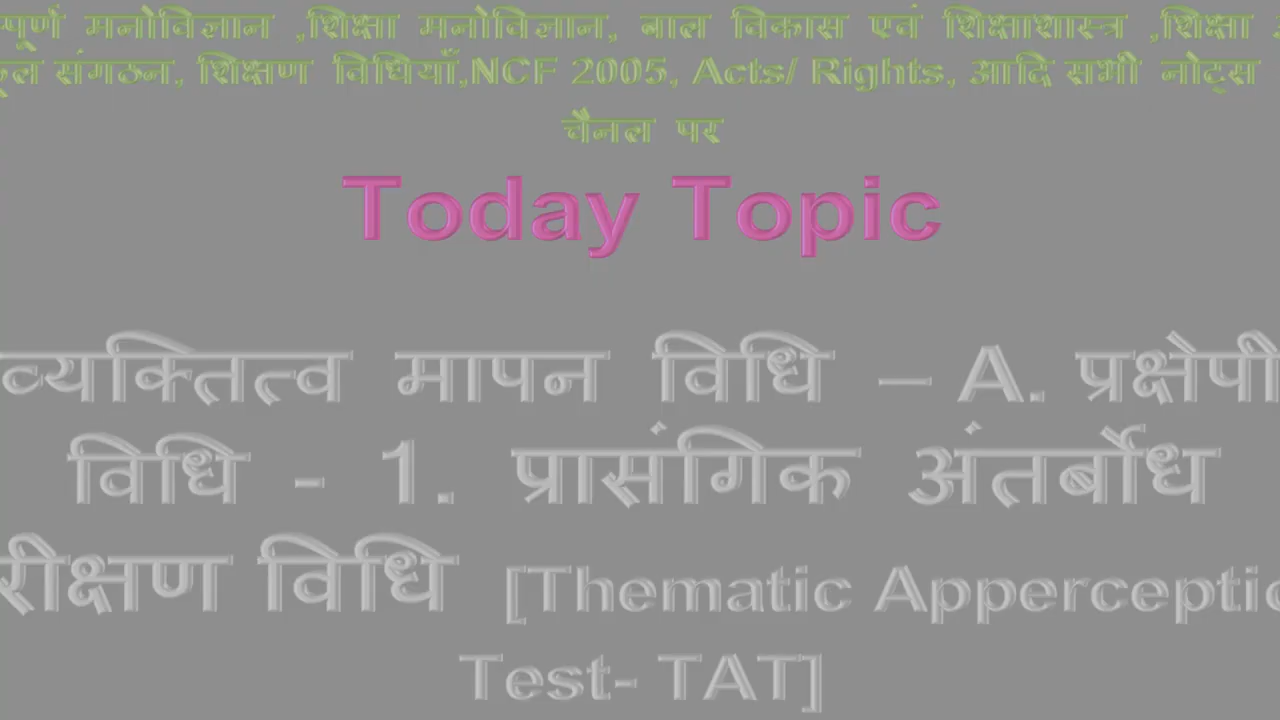 मनोविज्ञान ,शिक्षा मनोविज्ञान, बाल विकास एवं शिक्षाशास्त्र ,शिक्षा
संगठन, शिक्षण विधियाँ,NCF 2005, Acts/ Rights, आदि सभी नोट्स
चैनल पर
Today Topic
व्यक्तित्व मापन विधि – A. प्रक्षेपी
विधि - 1. प्रासंगिक अंतर्बोध
रीक्षण विधि [Thematic Apperceptio
Test- TAT]